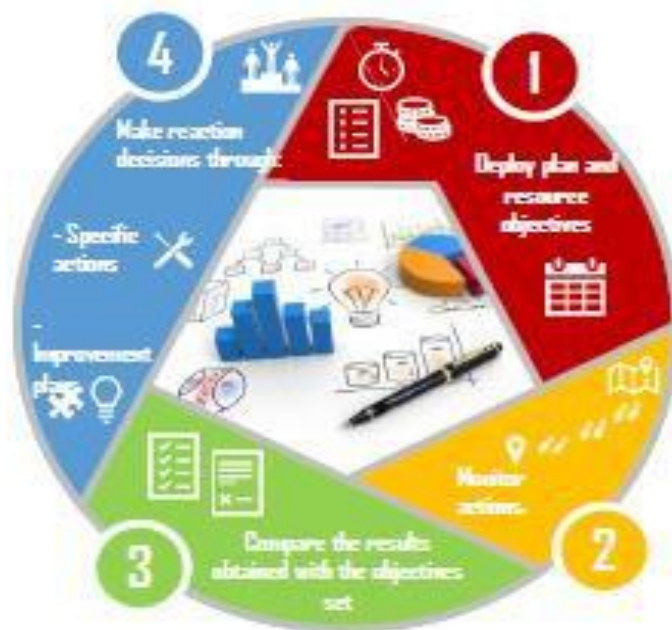 1
Deploy plan and
resource
objectives
2
Monitor
actions.
3
Compare the results
obtained with the objectives
set
4
Make reaction
decisions through:
- Specific
actions
-
Improvement
plans